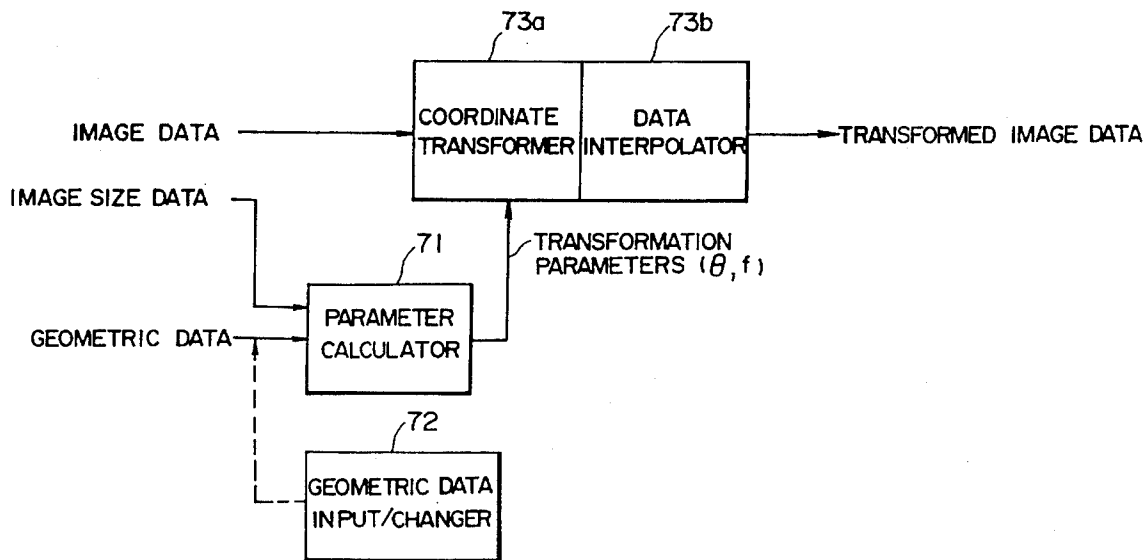 73a
73b
IMAGE DATA
COORDINATE
TRANSFORMER
DATA
INTERPOLATOR
TRANSFORMED IMAGE DATA
IMAGE SIZE DATA
TRANSFORMATION
PARAMETERS (θ,f)
71
GEOMETRIC DATA
PARAMETER
CALCULATOR
72
GEOMETRIC DATA
INPUT/CHANGER